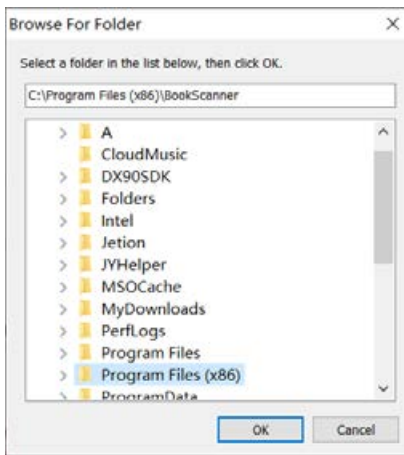 Browse For Folder
Select a folder in the list below, then click OK.
C:\Program Files (x86)\BookScanner
A
CloudMusic
DX90SDK
Folders
Intel
Jetion
JYHelper
MSOCache
MyDownloads
PerfLogs
Program Files
Program Files (x86)
ProgramData
OK Cancel